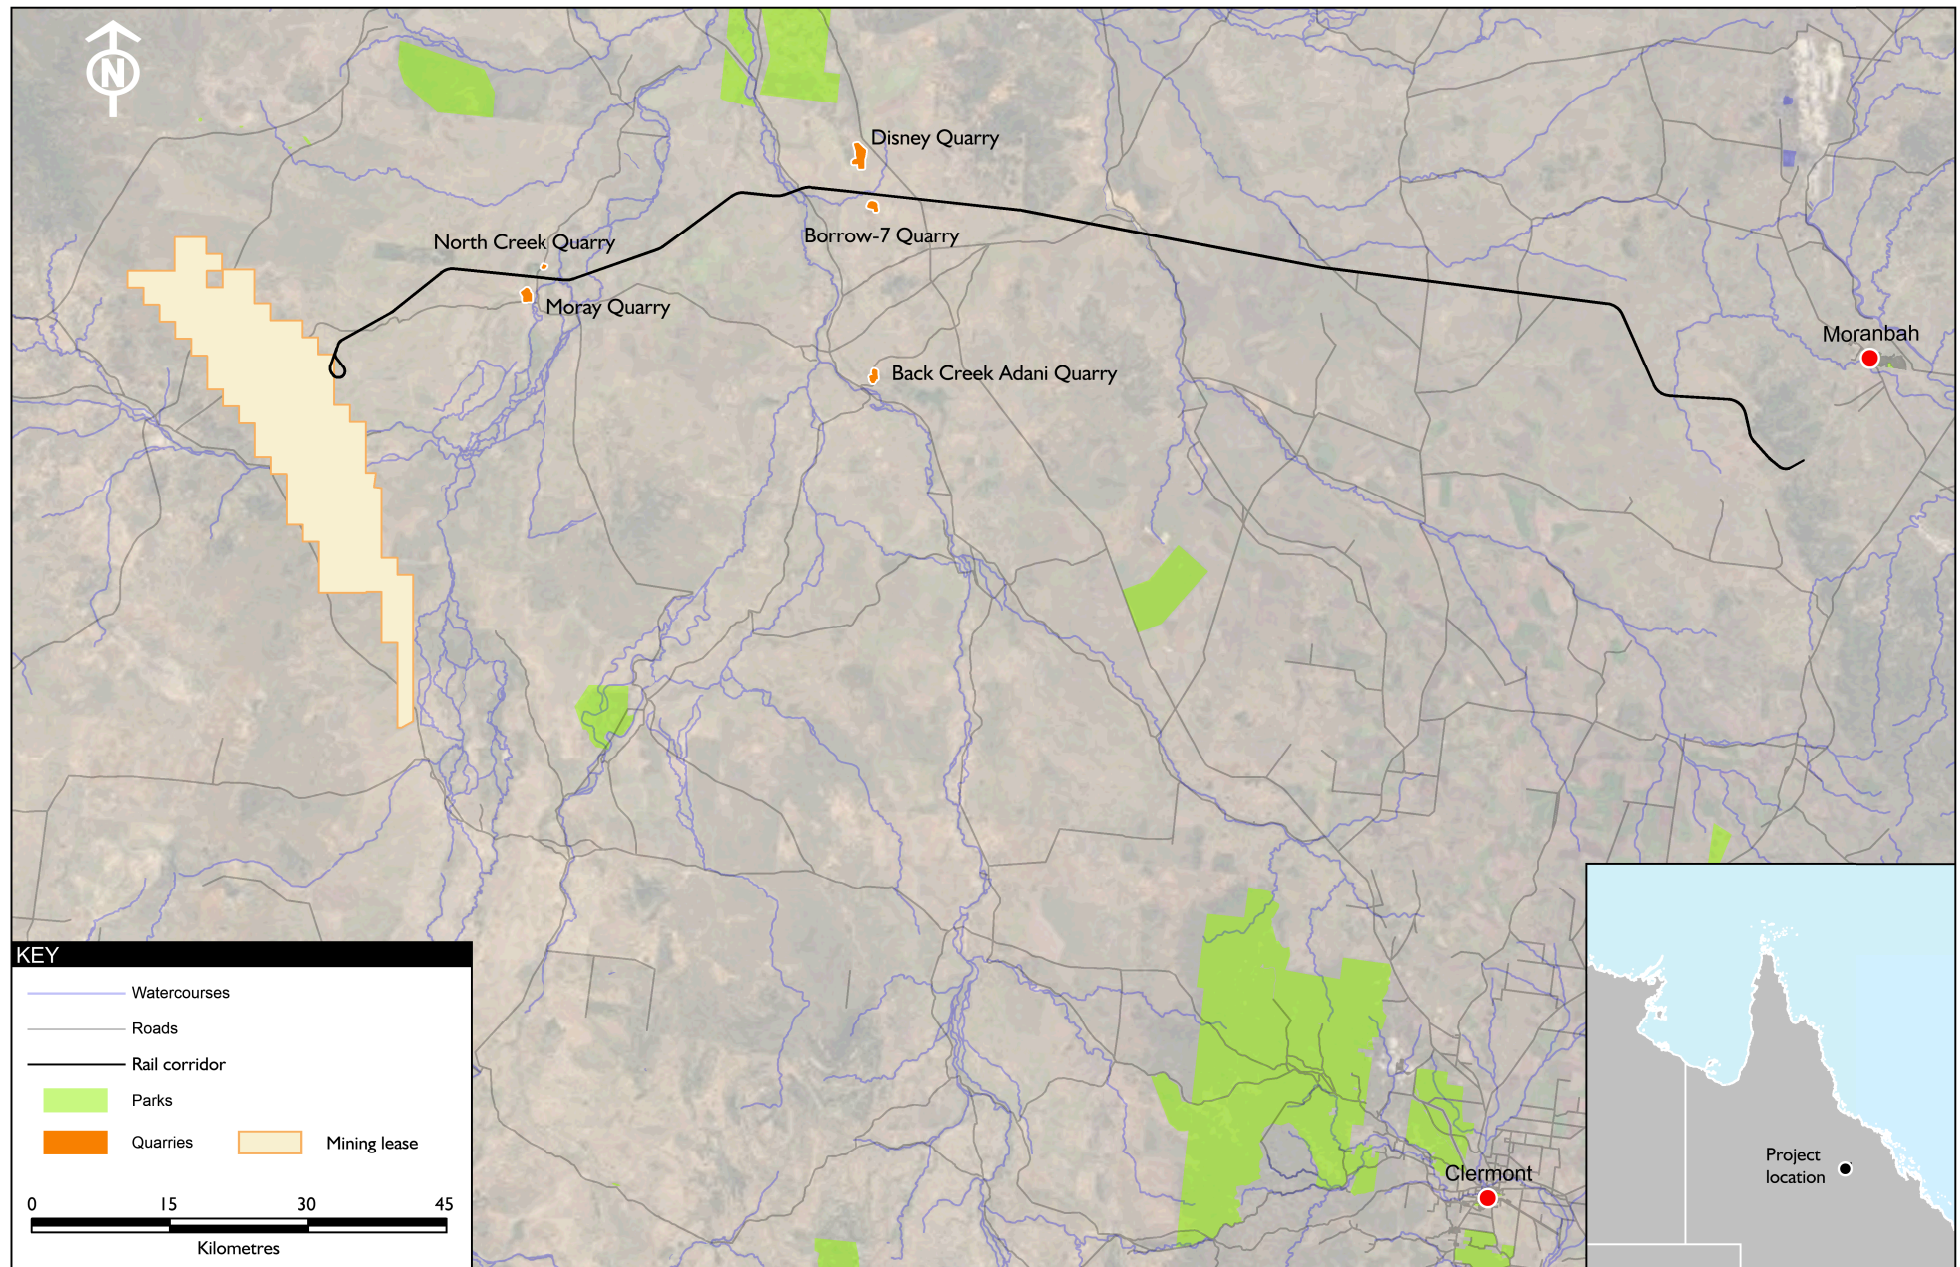 N
Disney Quarry
North Creek Quarry
Borrow-7 Quarry
Moray Quarry
Moranbah
Back Creek Adani Quarry
KEY
Watercourses
Roads
Rail corridor
Parks
Quarries
Mining lease
0 15 30 45
Kilometres
Clermont
Project
location